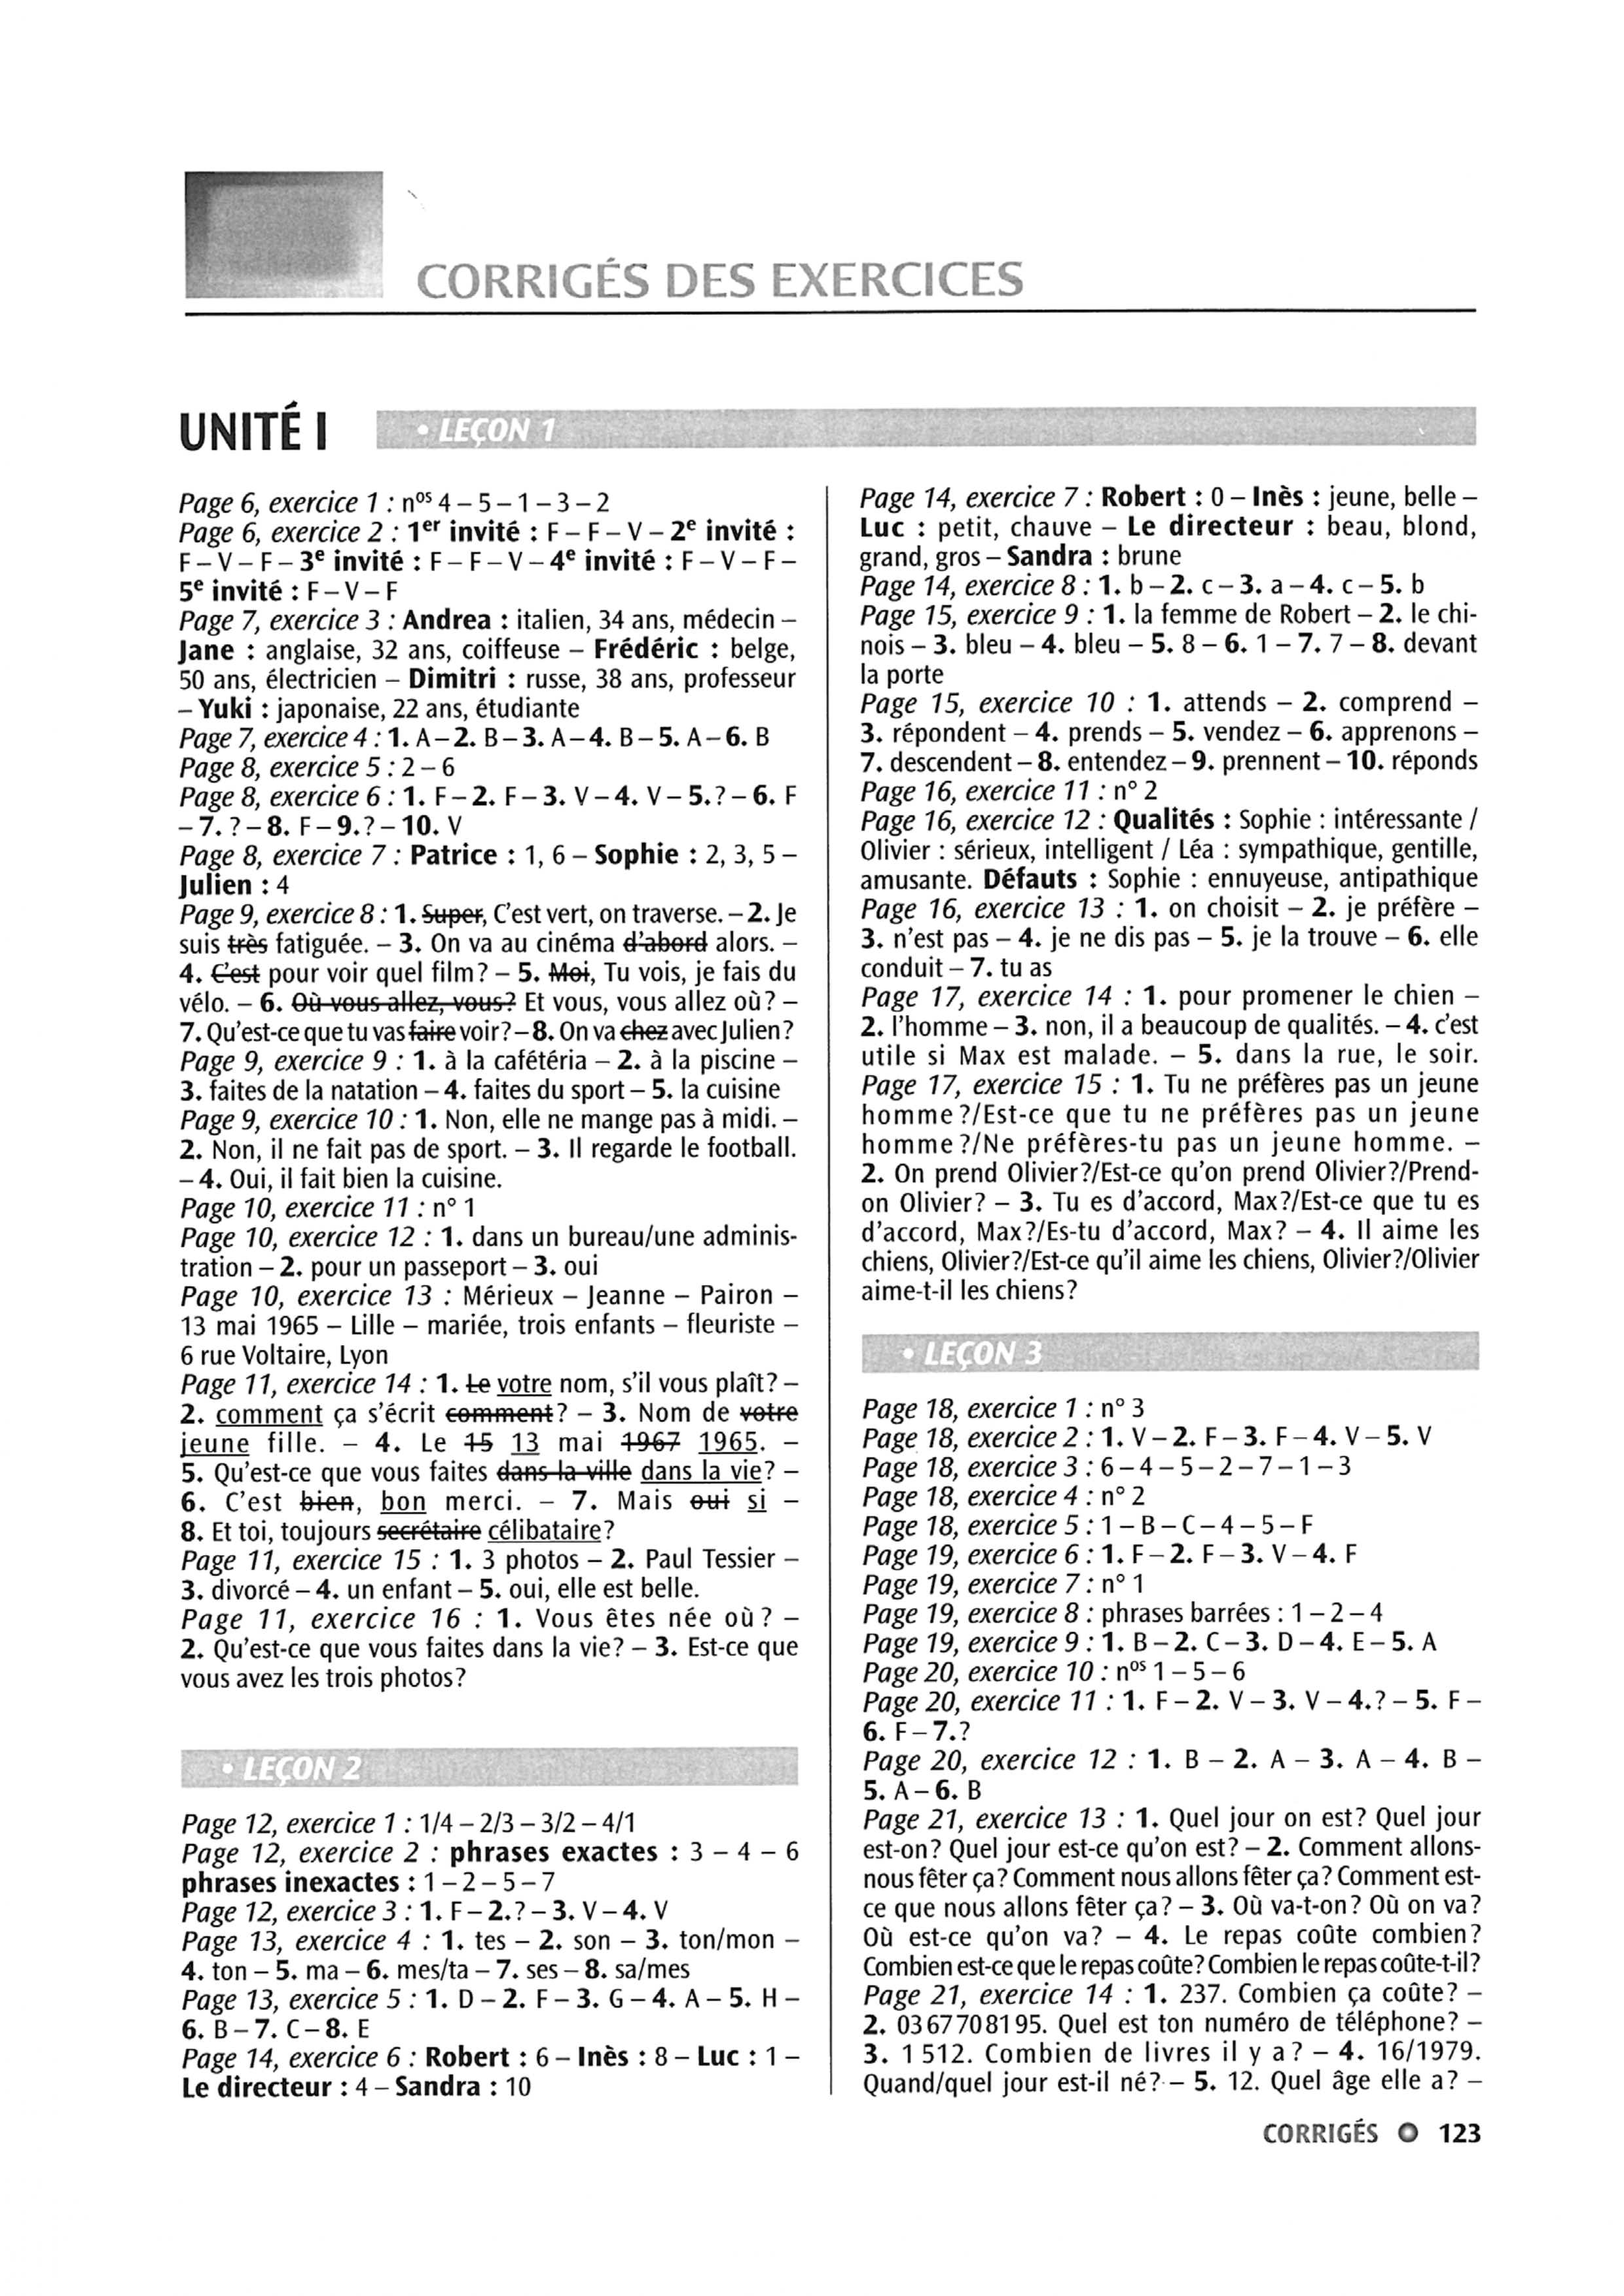 CORRIGÉS DES EXERCICES
UNITÉ I
• LEÇON 1
Page 6, exercice 1 : nos 4 – 5 – 1 – 3 – 2
Page 6, exercice 2 : 1er invité : F – F – V – 2e invité :
F – V – F – 3e invité : F – F – V – 4e invité : F – V – F –
5e invité : F – V – F
Page 7, exercice 3 : Andrea : italien, 34 ans, médecin –
Jane : anglaise, 32 ans, coiffeuse – Frédéric : belge,
50 ans, électricien – Dimitri : russe, 38 ans, professeur
– Yuki : japonaise, 22 ans, étudiante
Page 7, exercice 4 : 1. A – 2. B – 3. A – 4. B – 5. A – 6. B
Page 8, exercice 5 : 2 – 6
Page 8, exercice 6 : 1. F – 2. F – 3. V – 4. V – 5. ? – 6. F
– 7. ? – 8. F – 9. ? – 10. V
Page 8, exercice 7 : Patrice : 1, 6 – Sophie : 2, 3, 5 –
Julien : 4
Page 9, exercice 8 : 1. Super, C'est vert, on traverse. – 2. Je
suis très fatiguée. – 3. On va au cinéma d'abord alors. –
4. C'est pour voir quel film? – 5. Moi, Tu vois, je fais du
vélo. – 6. Où vous allez, vous? Et vous, vous allez où? –
7. Qu'est-ce que tu vas faire voir? – 8. On va chez avec Julien?
Page 9, exercice 9 : 1. à la cafétéria – 2. à la piscine –
3. faites de la natation – 4. faites du sport – 5. la cuisine
Page 9, exercice 10 : 1. Non, elle ne mange pas à midi. –
2. Non, il ne fait pas de sport. – 3. Il regarde le football.
– 4. Oui, il fait bien la cuisine.
Page 10, exercice 11 : n° 1
Page 10, exercice 12 : 1. dans un bureau/une adminis-
tration – 2. pour un passeport – 3. oui
Page 10, exercice 13 : Mérieux – Jeanne – Pairon –
13 mai 1965 – Lille – mariée, trois enfants – fleuriste –
6 rue Voltaire, Lyon
Page 11, exercice 14 : 1. Le votre nom, s'il vous plaît? –
2. comment ça s'écrit comment? – 3. Nom de votre
jeune fille. – 4. Le 15 13 mai 1967 1965. –
5. Qu'est-ce que vous faites dans la ville dans la vie? –
6. C'est bien, bon merci. – 7. Mais oui si –
8. Et toi, toujours secrétaire célibataire?
Page 11, exercice 15 : 1. 3 photos – 2. Paul Tessier –
3. divorcé – 4. un enfant – 5. oui, elle est belle.
Page 11, exercice 16 : 1. Vous êtes née où? –
2. Qu'est-ce que vous faites dans la vie? – 3. Est-ce que
vous avez les trois photos?
• LEÇON 2
Page 12, exercice 1 : 1/4 – 2/3 – 3/2 – 4/1
Page 12, exercice 2 : phrases exactes : 3 – 4 – 6
phrases inexactes : 1 – 2 – 5 – 7
Page 12, exercice 3 : 1. F – 2. ? – 3. V – 4. V
Page 13, exercice 4 : 1. tes – 2. son – 3. ton/mon –
4. ton – 5. ma – 6. mes/ta – 7. ses – 8. sa/mes
Page 13, exercice 5 : 1. D – 2. F – 3. G – 4. A – 5. H –
6. B – 7. C – 8. E
Page 14, exercice 6 : Robert : 6 – Inès : 8 – Luc : 1 –
Le directeur : 4 – Sandra : 10
Page 14, exercice 7 : Robert : 0 – Inès : jeune, belle –
Luc : petit, chauve – Le directeur : beau, blond,
grand, gros – Sandra : brune
Page 14, exercice 8 : 1. b – 2. c – 3. a – 4. c – 5. b
Page 15, exercice 9 : 1. la femme de Robert – 2. le chi-
nois – 3. bleu – 4. bleu – 5. 8 – 6. 1 – 7. 7 – 8. devant
la porte
Page 15, exercice 10 : 1. attends – 2. comprend –
3. répondent – 4. prends – 5. vendez – 6. apprenons –
7. descendent – 8. entendez – 9. prennent – 10. réponds
Page 16, exercice 11 : n° 2
Page 16, exercice 12 : Qualités : Sophie : intéressante /
Olivier : sérieux, intelligent / Léa : sympathique, gentille,
amusante. Défauts : Sophie : ennuyeuse, antipathique
Page 16, exercice 13 : 1. on choisit – 2. je préfère –
3. n'est pas – 4. je ne dis pas – 5. je la trouve – 6. elle
conduit – 7. tu as
Page 17, exercice 14 : 1. pour promener le chien –
2. l'homme – 3. non, il a beaucoup de qualités. – 4. c'est
utile si Max est malade. – 5. dans la rue, le soir.
Page 17, exercice 15 : 1. Tu ne préfères pas un jeune
homme ?/Est-ce que tu ne préfères pas un jeune
homme ?/Ne préfères-tu pas un jeune homme. –
2. On prend Olivier?/Est-ce qu'on prend Olivier?/Prend-
on Olivier? – 3. Tu es d'accord, Max?/Est-ce que tu es
d'accord, Max?/Es-tu d'accord, Max? – 4. Il aime les
chiens, Olivier?/Est-ce qu'il aime les chiens, Olivier?/Olivier
aime-t-il les chiens?
• LEÇON 3
Page 18, exercice 1 : n° 3
Page 18, exercice 2 : 1. V – 2. F – 3. F – 4. V – 5. V
Page 18, exercice 3 : 6 – 4 – 5 – 2 – 7 – 1 – 3
Page 18, exercice 4 : n° 2
Page 18, exercice 5 : 1 – B – C – 4 – 5 – F
Page 19, exercice 6 : 1. F – 2. F – 3. V – 4. F
Page 19, exercice 7 : n° 1
Page 19, exercice 8 : phrases barrées : 1 – 2 – 4
Page 19, exercice 9 : 1. B – 2. C – 3. D – 4. E – 5. A
Page 20, exercice 10 : nos 1 – 5 – 6
Page 20, exercice 11 : 1. F – 2. V – 3. V – 4. ? – 5. F –
6. F – 7. ?
Page 20, exercice 12 : 1. B – 2. A – 3. A – 4. B –
5. A – 6. B
Page 21, exercice 13 : 1. Quel jour on est? Quel jour
est-on? Quel jour est-ce qu'on est? – 2. Comment allons-
nous fêter ça? Comment nous allons fêter ça? Comment est-
ce que nous allons fêter ça? – 3. Où va-t-on? Où on va?
Où est-ce qu'on va? – 4. Le repas coûte combien?
Combien est-ce que le repas coûte? Combien le repas coûte-t-il?
Page 21, exercice 14 : 1. 237. Combien ça coûte? –
2. 03 67 70 81 95. Quel est ton numéro de téléphone? –
3. 1 512. Combien de livres il y a? – 4. 16/1979.
Quand/quel jour est-il né? – 5. 12. Quel âge elle a? –
CORRIGÉS 123